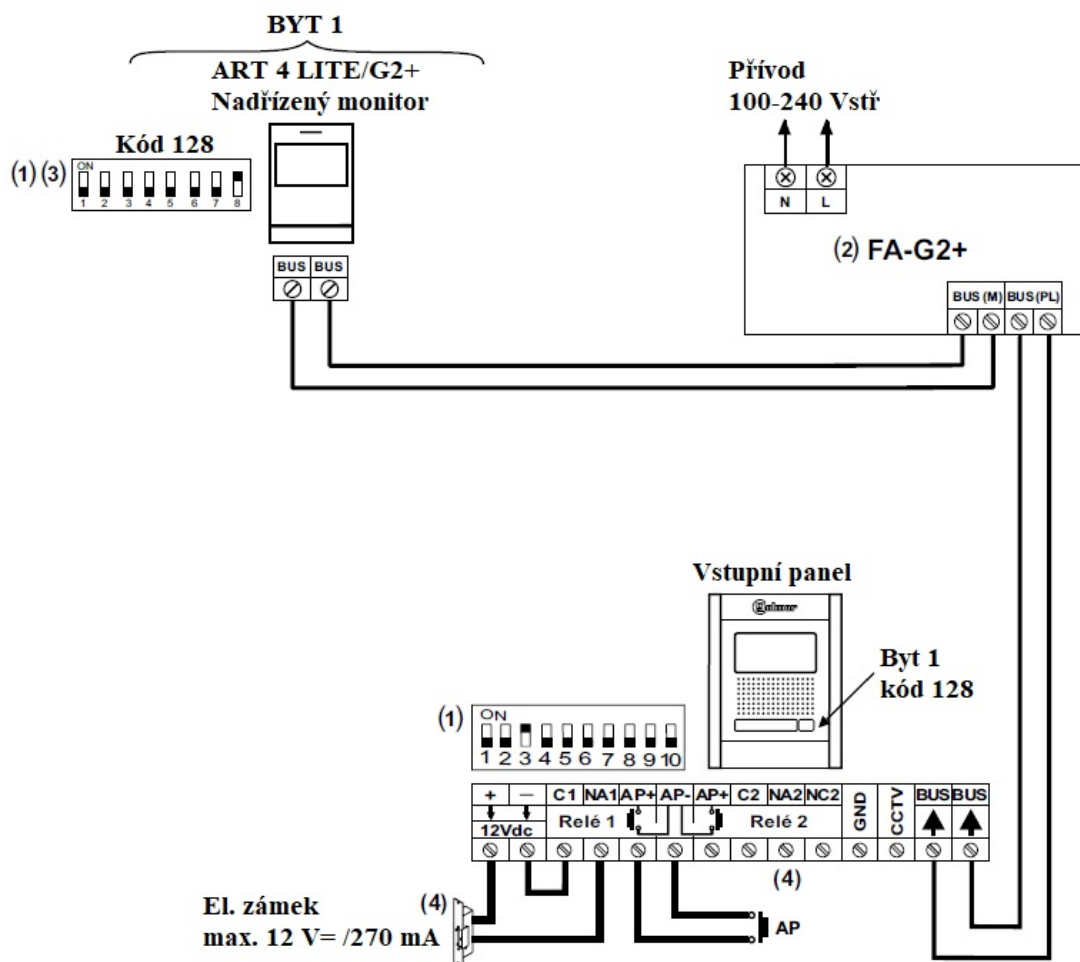 BYT 1
ART 4 LITE/G2+
Nadřízený monitor
Kód 128
(1) (3)
ON
1 2 3 4 5 6 7 8
BUS BUS
Přívod
100-240 Vstř
N L
(2) FA-G2+
BUS (M) BUS (PL)
Vstupní panel
Golmar
Byt 1
kód 128
(1)
ON
1 2 3 4 5 6 7 8 9 10
+ — C1 NA1 AP+ AP- AP+ C2 NA2 NC2 GND CCTV BUS BUS
12Vdc Relé 1 Relé 2
(4)
(4)
El. zámek
max. 12 V= /270 mA
AP